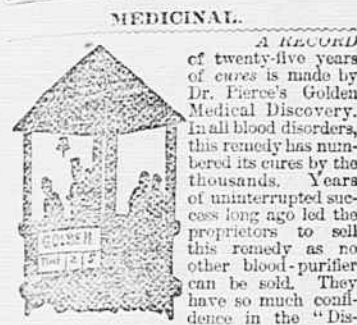 MEDICINAL.
A RECORD
of twenty-five years
of cures is made by
Dr. Pierce's Golden
Medical Discovery.
In all blood disorders,
this remedy has num-
bered its cures by the
thousands. Years
of uninterrupted suc-
cess long ago led the
proprietors to sell
this remedy as no
other blood-purifier
can be sold. They
have so much confi-
dence in the "Dis-
GOLDEN